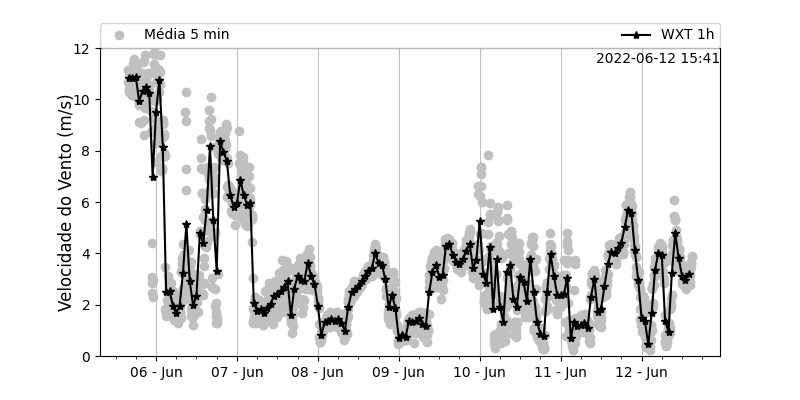 Média 5 min
WXT 1h
2022-06-12 15:41
Velocidade do Vento (m/s)
12
10
8
6
4
2
0
06 - Jun
07 - Jun
08 - Jun
09 - Jun
10 - Jun
11 - Jun
12 - Jun